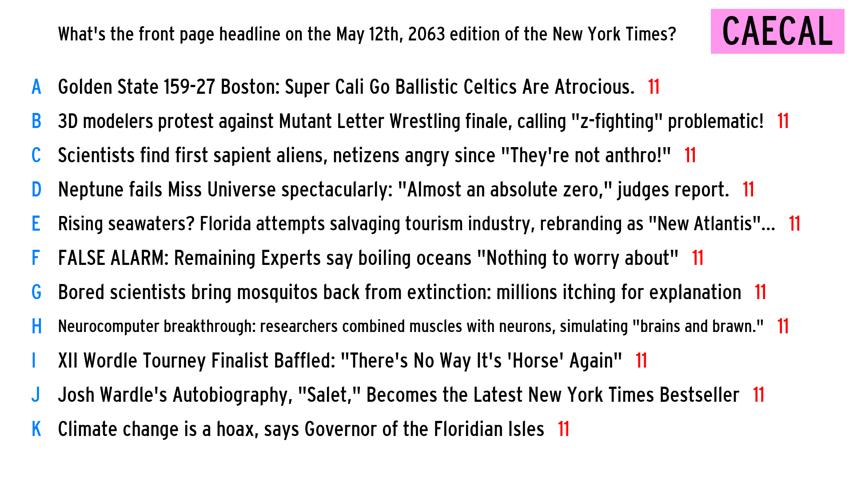 What's the front page headline on the May 12th, 2063 edition of the New York Times?
CAECAL
A Golden State 159-27 Boston: Super Cali Go Ballistic Celtics Are Atrocious. 11
B 3D modelers protest against Mutant Letter Wrestling finale, calling "z-fighting" problematic! 11
C Scientists find first sapient aliens, netizens angry since "They're not anthro!" 11
D Neptune fails Miss Universe spectacularly: "Almost an absolute zero," judges report. 11
E Rising seawaters? Florida attempts salvaging tourism industry, rebranding as "New Atlantis"... 11
F FALSE ALARM: Remaining Experts say boiling oceans "Nothing to worry about" 11
G Bored scientists bring mosquitos back from extinction: millions itching for explanation 11
H Neurocomputer breakthrough: researchers combined muscles with neurons, simulating "brains and brawn." 11
I XII Wordle Tourney Finalist Baffled: "There's No Way It's 'Horse' Again" 11
J Josh Wardle's Autobiography, "Salet," Becomes the Latest New York Times Bestseller 11
K Climate change is a hoax, says Governor of the Floridian Isles 11